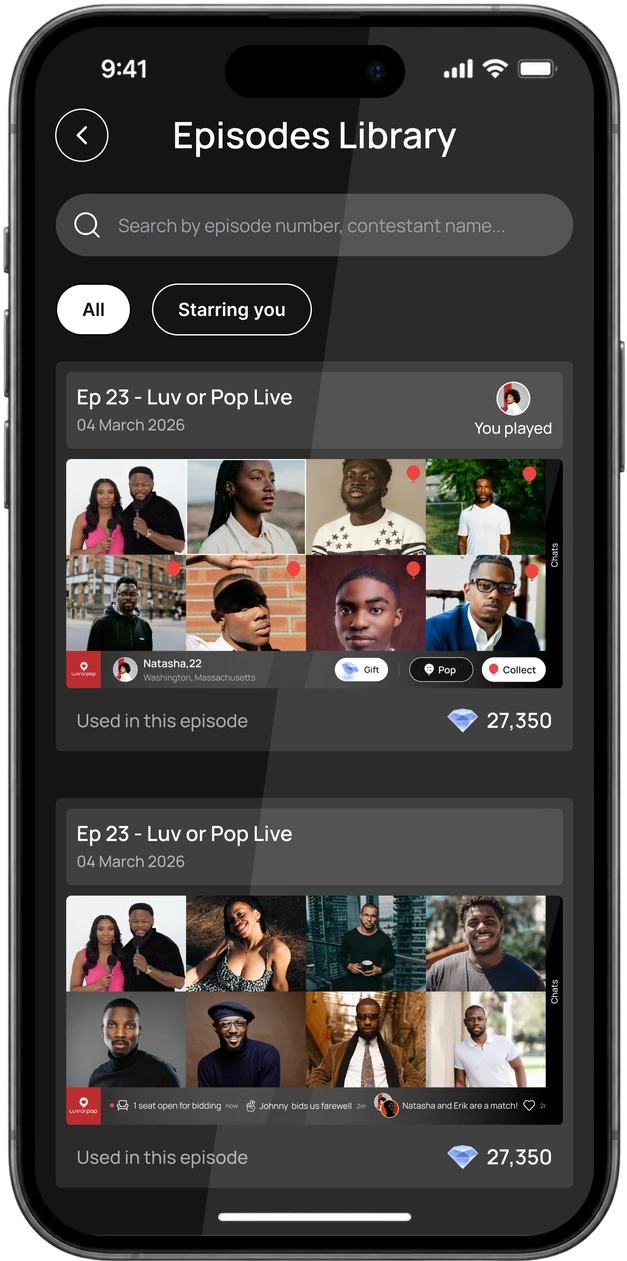 9:41
Episodes Library
Search by episode number, contestant name...
All
Starring you
Ep 23 - Luv or Pop Live
04 March 2026
You played
Chats
Luvorpop
Natasha,22
Washington, Massachusetts
Gift
Pop
Collect
Used in this episode
27,350
Ep 23 - Luv or Pop Live
04 March 2026
Chats
Luvorpop
1 seat open for bidding now
Johnny bids us farewell 2m
Natasha and Erik are a match!
Used in this episode
27,350